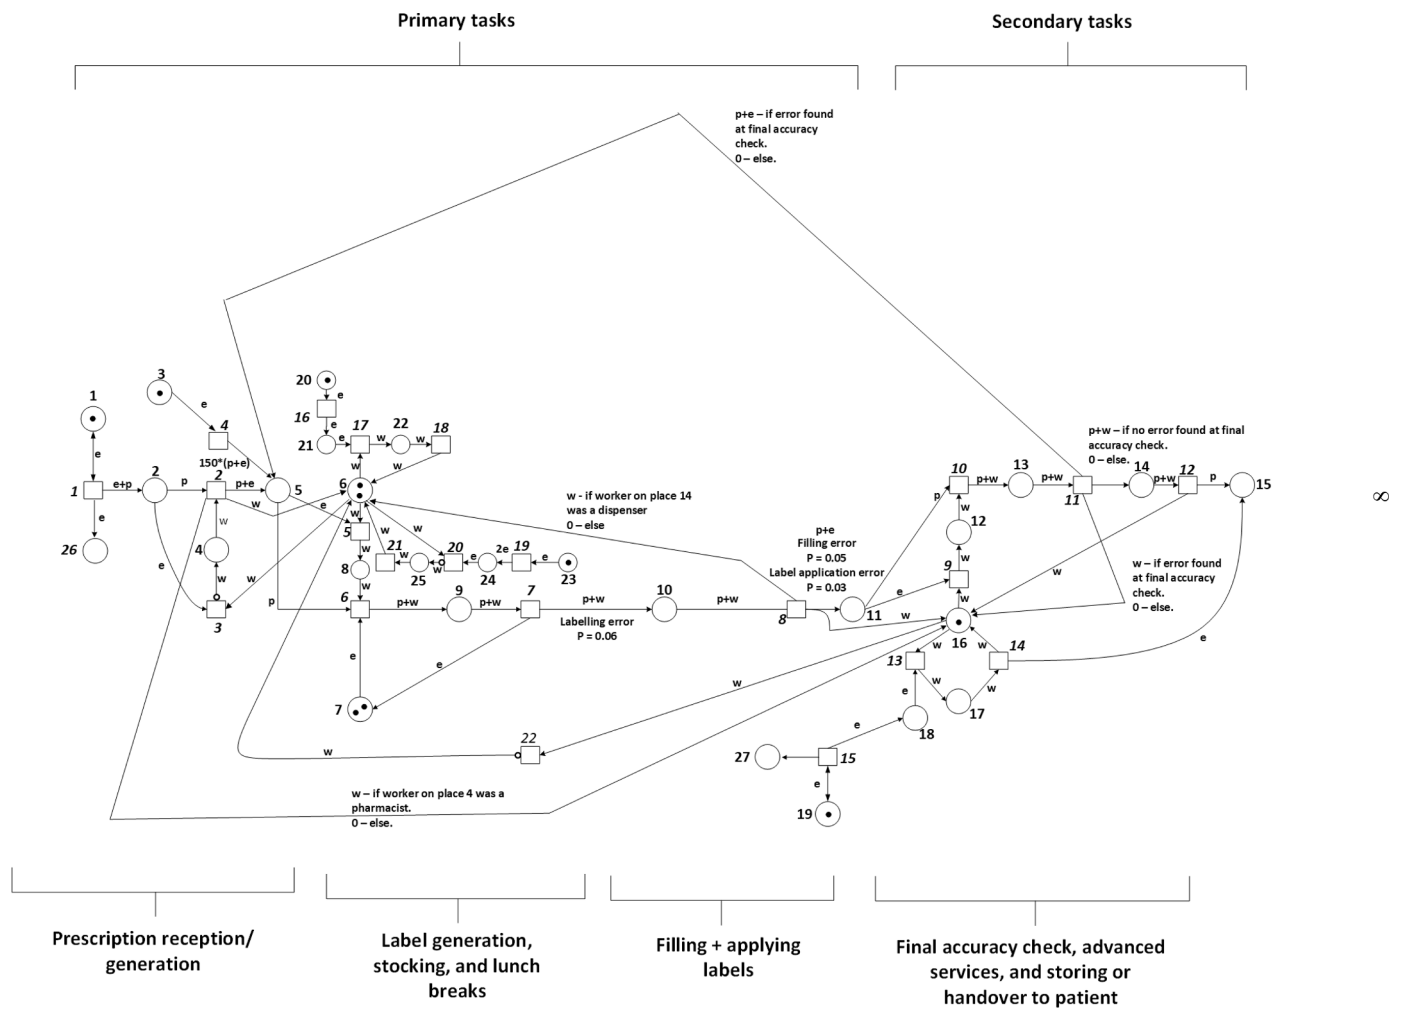 Primary tasks
Secondary tasks
p+e – if error found
at final accuracy
check.
0 – else.
3
20
e
1
e
16
e
4
21
e
17
w
22
w
18
w
p+w – if no error found at final
accuracy check.
0 – else.
e
150*(p+e)
1
e+p
2
p
2
p+e
5
6
w
10
p+w
13
p+w
11
14
p+w
12
p
15
∞
w
e
w
5
w - if worker on place 14
was a dispenser
0 – else
p
w
12
e
26
w
4
w
21
w
w
20
e
2e
19
e
25
24
23
8
w
p+e
Filling error
P = 0.05
Label application error
P = 0.03
w
9
w
w – if error found
at final accuracy
check.
0 – else.
e
w
w
3
p
6
p+w
9
p+w
7
p+w
10
p+w
8
11
e
w
w
16
Labelling error
P = 0.06
e
e
7
w
w
w
13
14
e
w
w
17
e
18
e
22
w
27
15
e
19
w – if worker on place 4 was a
pharmacist.
0 – else.
Prescription reception/
generation
Label generation,
stocking, and lunch
breaks
Filling + applying
labels
Final accuracy check, advanced
services, and storing or
handover to patient